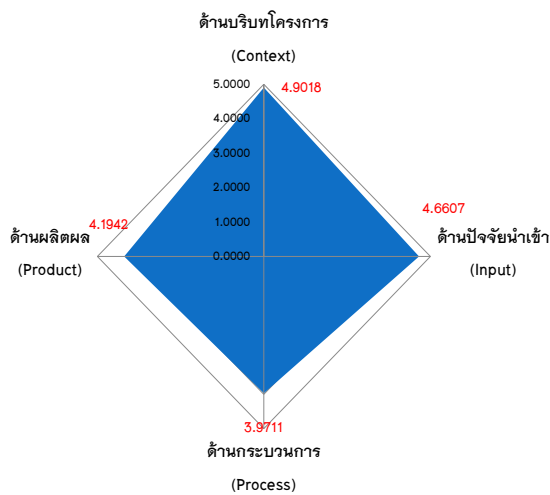 ด้านบริบทโครงการ
(Context)
5.0000
4.9018
4.0000
3.0000
2.0000
1.0000
0.0000
4.1942
4.6607
ด้านผลิตผล
(Product)
ด้านปัจจัยนำเข้า
(Input)
3.9711
ด้านกระบวนการ
(Process)